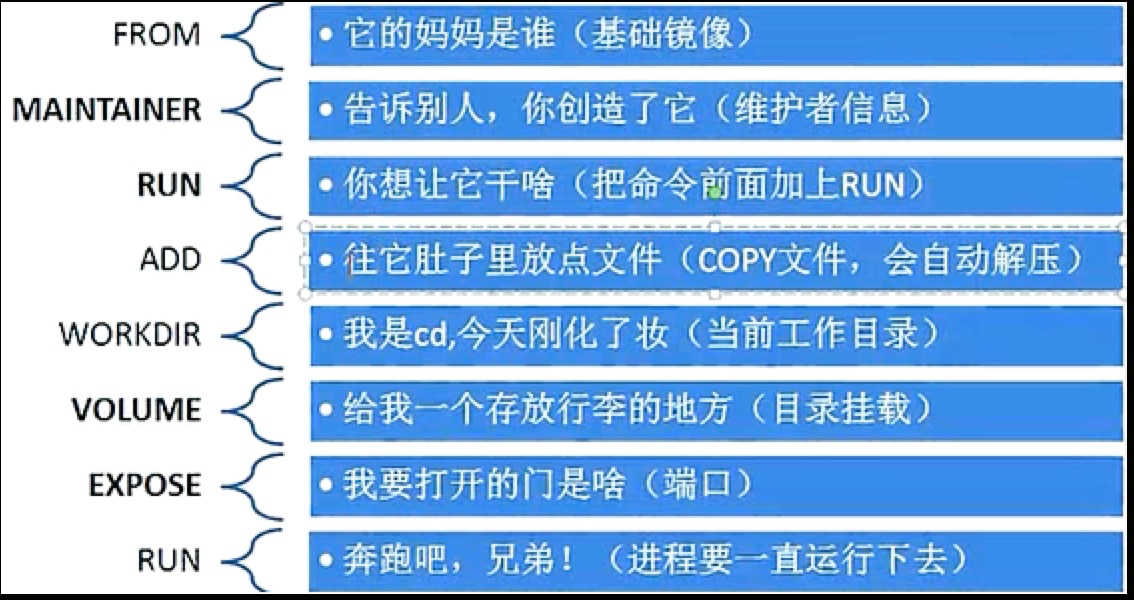 FROM
它的妈妈是谁（基础镜像）
MAINTAINER
告诉别人，你创造了它（维护者信息）
RUN
你想让它干啥（把命令前面加上RUN）
ADD
往它肚子里放点文件（COPY文件，会自动解压）
WORKDIR
我是cd,今天刚化了妆（当前工作目录）
VOLUME
给我一个存放行李的地方（目录挂载）
EXPOSE
我要打开的门是啥（端口）
RUN
奔跑吧，兄弟！（进程要一直运行下去）